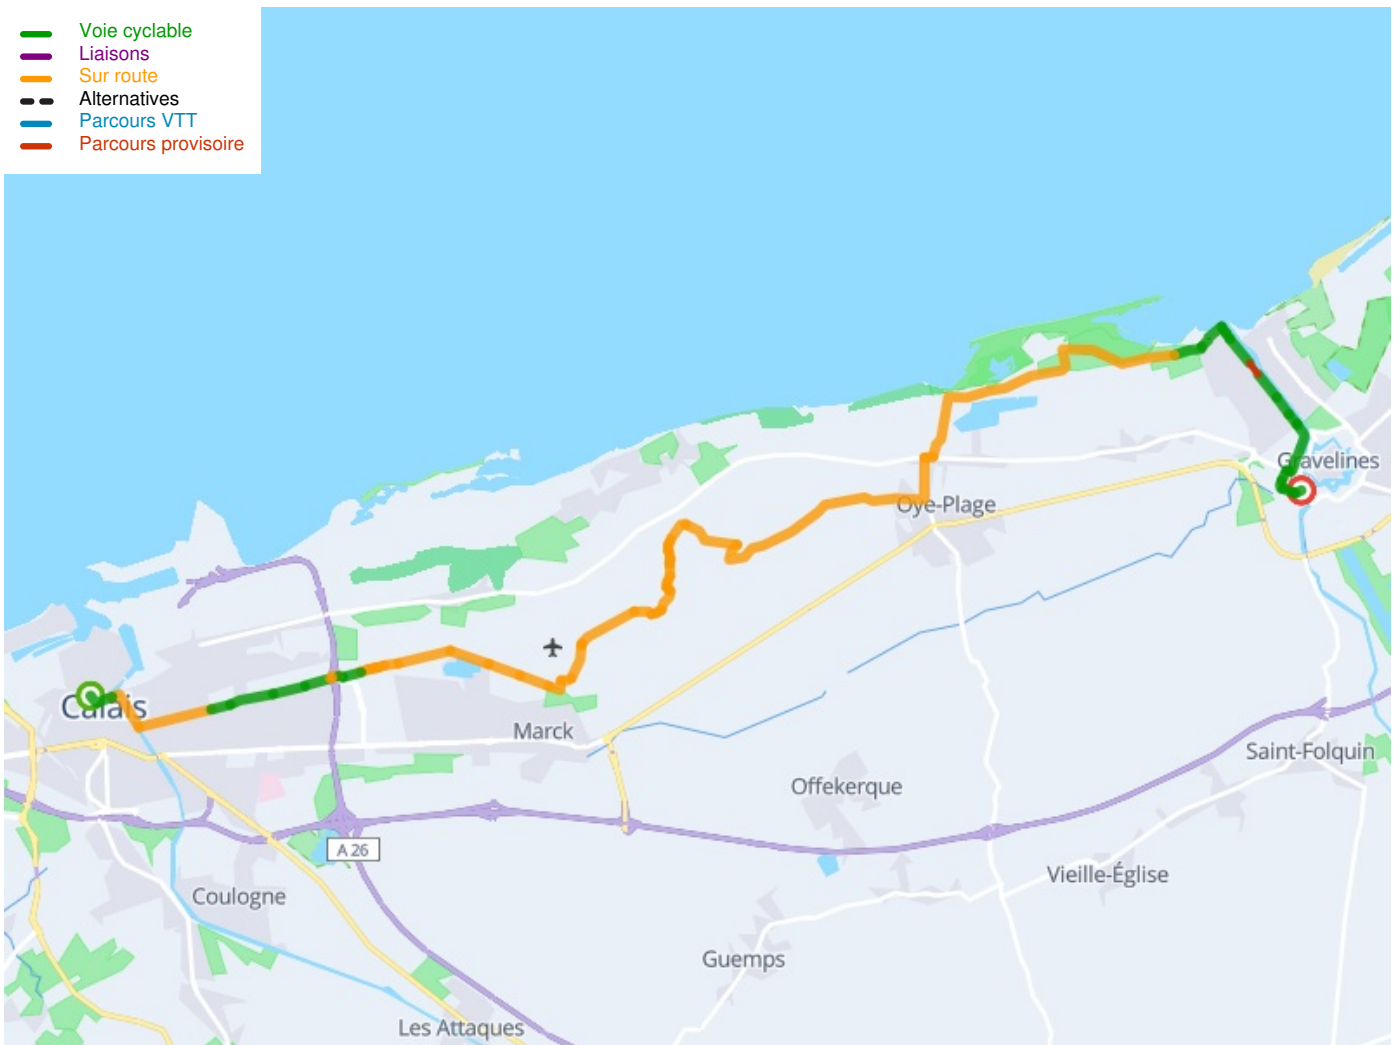 Voie cyclable
Liaisons
Sur route
Alternatives
Parcours VTT
Parcours provisoire
Gravelines
Oye-Plage
Calais
Marck
Saint-Folquin
Offekerque
A 26
Vieille-Église
Coulogne
Guemps
Les Attaques